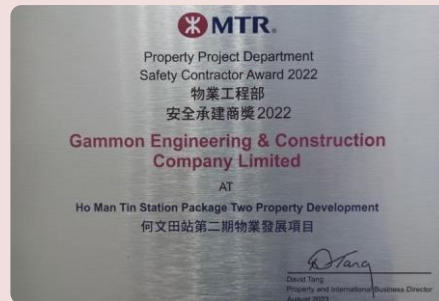 MTR
Property Project Department
Safety Contractor Award 2022
物業工程部
安全承建商獎2022
Gammon Engineering & Construction
Company Limited
AT
Ho Man Tin Station Package Two Property Development
何文田站第二期物業發展項目
David Tang
Property and International Business Director
August 2023